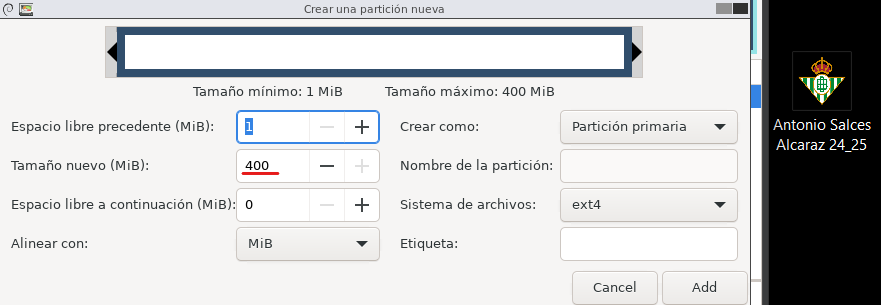 Crear una partición nueva
Tamaño mínimo: 1 MiB Tamaño máximo: 400 MiB
Espacio libre precedente (MiB): 1 Crear como: Partición primaria
Tamaño nuevo (MiB): 400 Nombre de la partición:
Espacio libre a continuación (MiB): 0 Sistema de archivos: ext4
Alinear con: MiB Etiqueta:
Cancel Add
Antonio Salces
Alcaraz 24_25